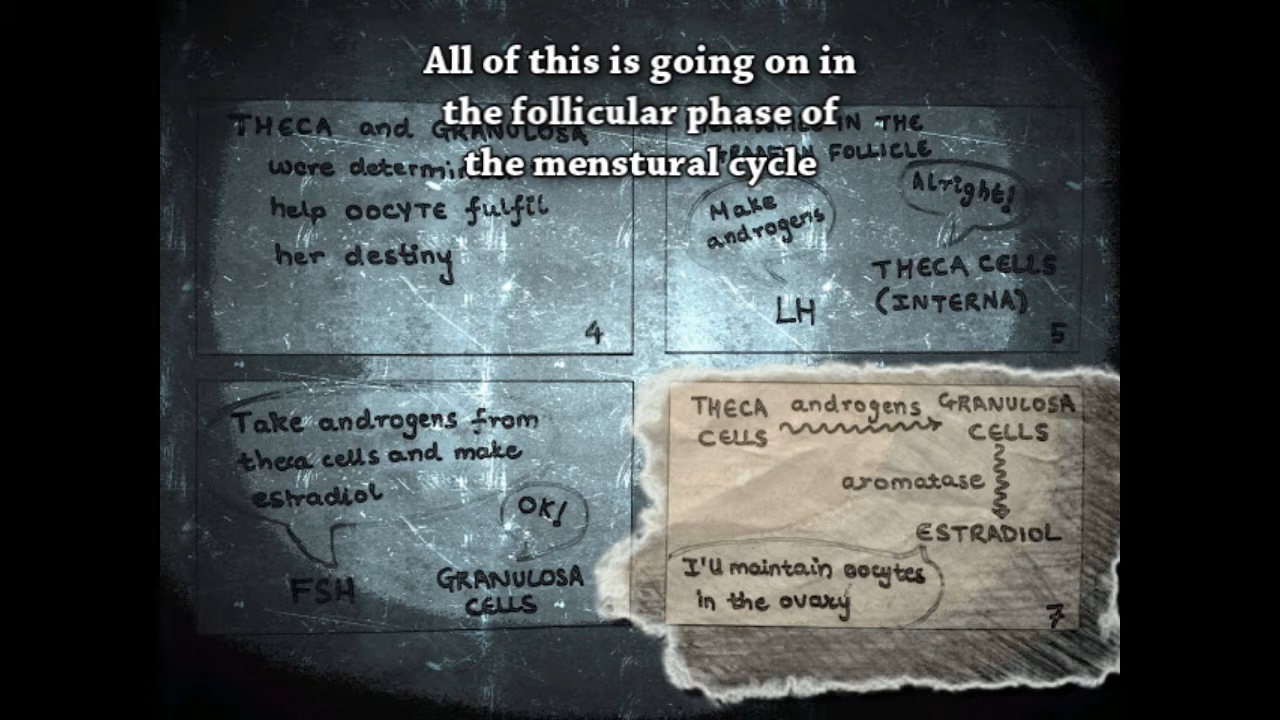 All of this is going on in
the follicular phase of
the menstural cycle
THECA and GRANULOSA
were
help OOCYTE fulfil
her destiny
4
IN THE
FOLLICLE
Make
androgens
Alright!
LH
THECA CELLS
(INTERNA)
5
Take androgens from
theca cells and make
estradiol
OK!
FSH
GRANULOSA
CELLS
THECA androgens GRANULOSA
CELLS CELLS
aromatase
ESTRADIOL
I'll maintain oocytes
in the ovary
7